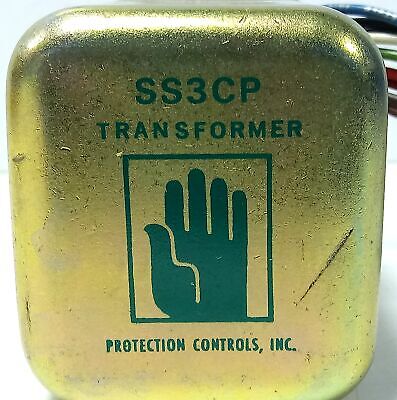 SS3CP
TRANSFORMER
PROTECTION CONTROLS, INC.